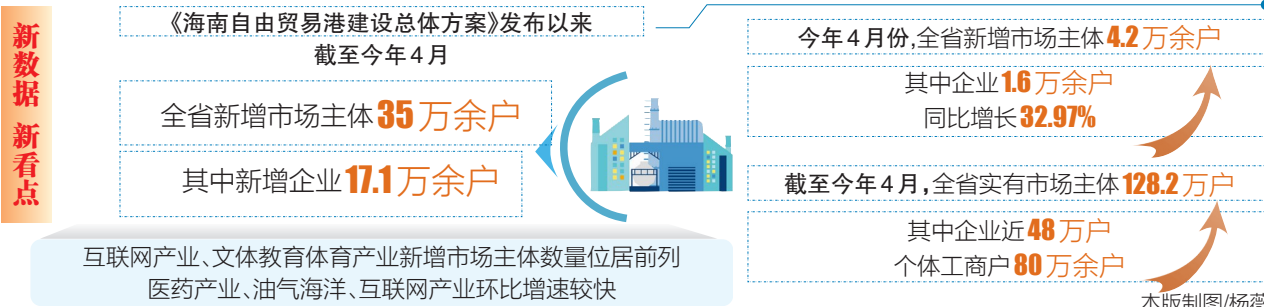 新数据 新看点
《海南自由贸易港建设总体方案》发布以来
截至今年4月
全省新增市场主体35万余户
其中新增企业17.1万余户
互联网产业、文体教育体育产业新增市场主体数量位居前列
医药产业、油气海洋、互联网产业环比增速较快
今年4月份,全省新增市场主体4.2万余户
其中企业1.6万余户
同比增长32.97%
截至今年4月,全省实有市场主体128.2万户
其中企业近48万户
个体工商户80万余户
本版制图/杨薇